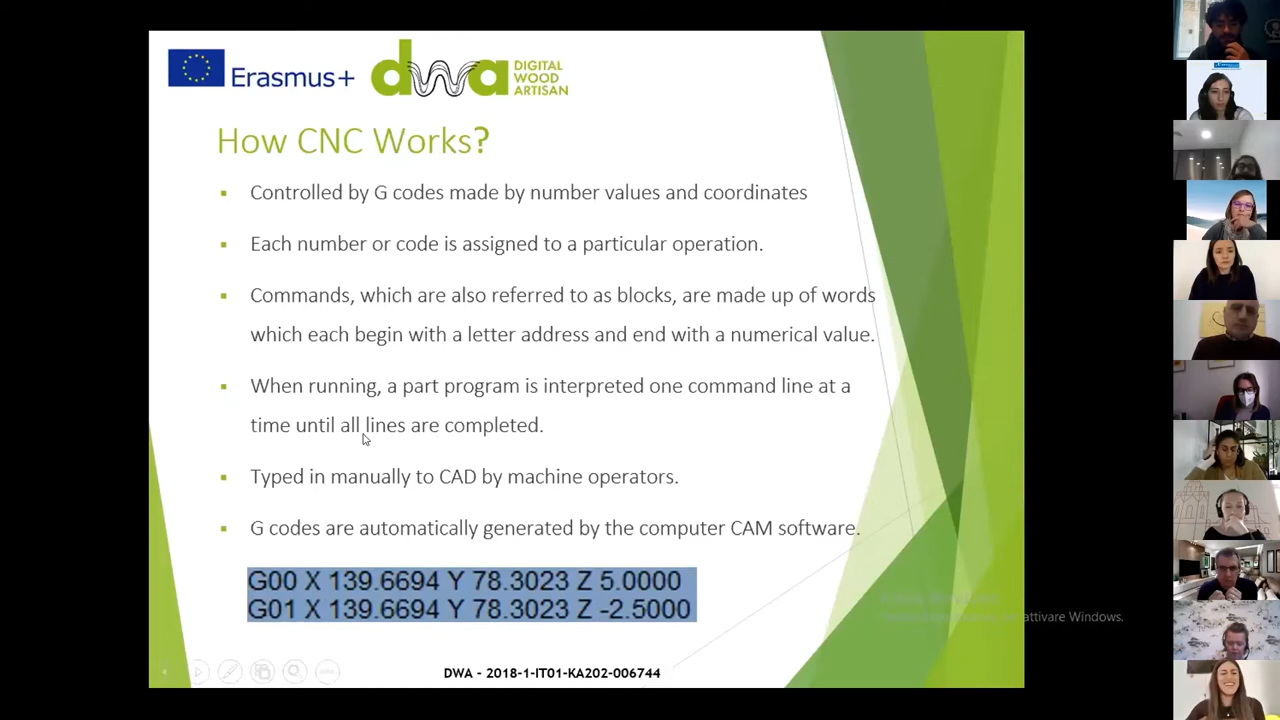 Erasmus+
dwa
DIGITAL
WOOD
ARTISAN
How CNC Works?
Controlled by G codes made by number values and coordinates
Each number or code is assigned to a particular operation.
Commands, which are also referred to as blocks, are made up of words
which each begin with a letter address and end with a numerical value.
When running, a part program is interpreted one command line at a
time until all lines are completed.
Typed in manually to CAD by machine operators.
G codes are automatically generated by the computer CAM software.
G00 X 139.6694 Y 78.3023 Z 5.0000
G01 X 139.6694 Y 78.3023 Z -2.5000
attivare Windows.
DWA - 2018-1-IT01-KA202-006744